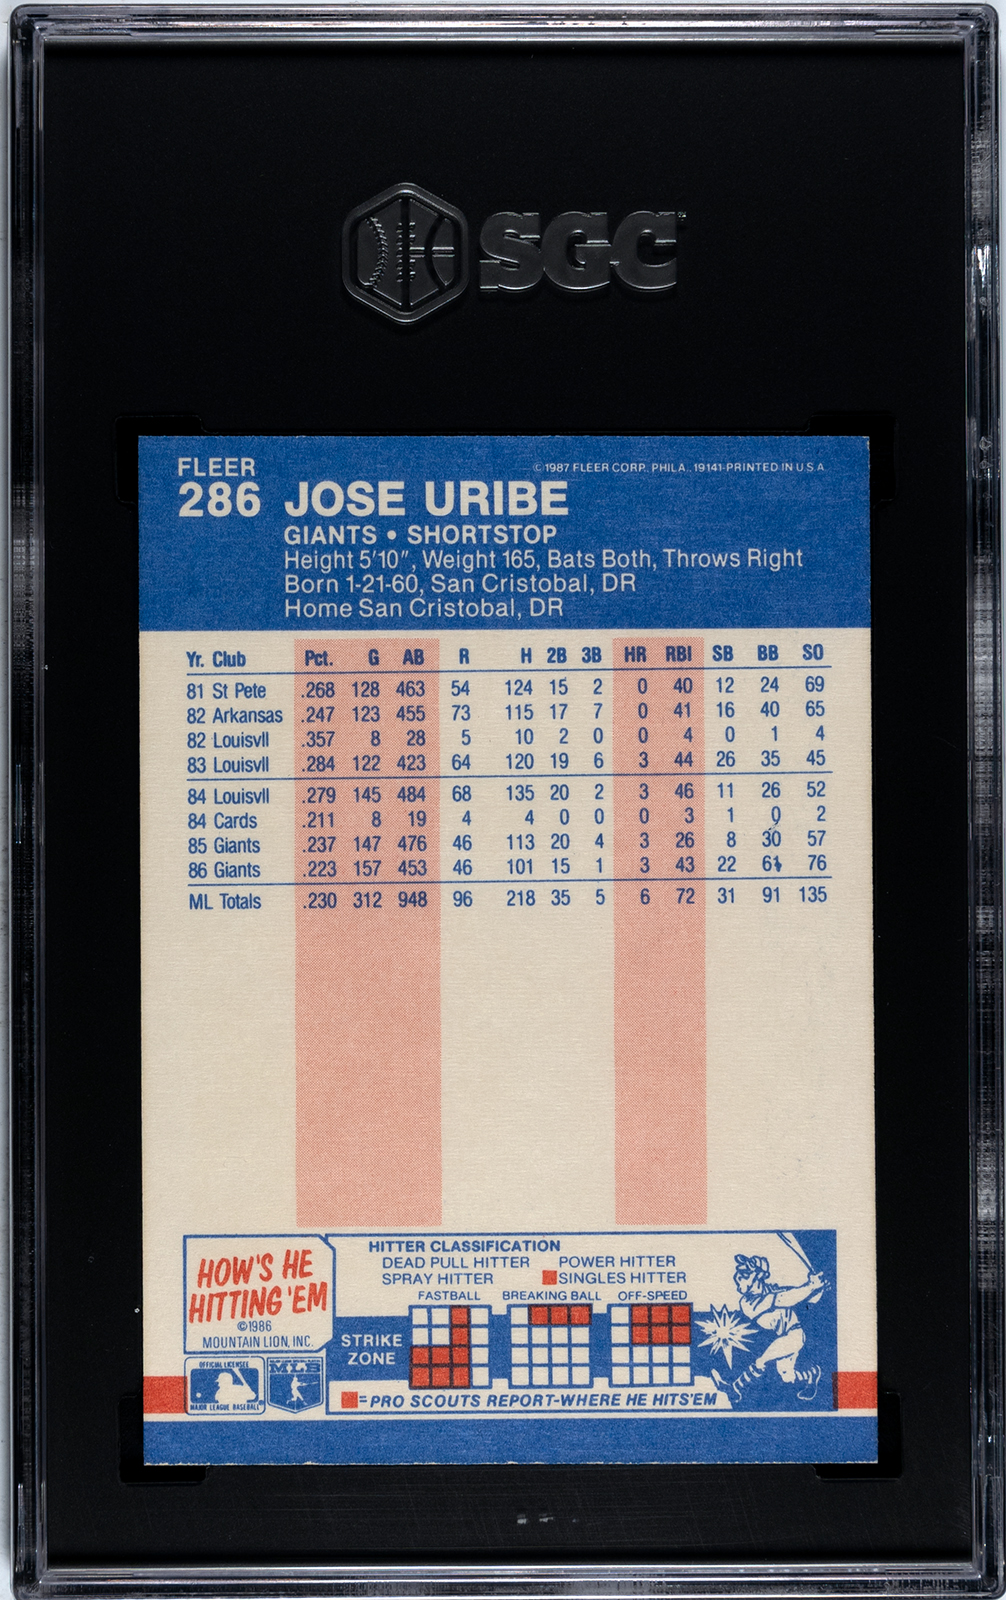 SGC
FLEER
© 1987 FLEER CORP. PHILA., 19141 PRINTED IN U.S.A
286 JOSE URIBE
GIANTS • SHORTSTOP
Height 5'10", Weight 165, Bats Both, Throws Right
Born 1-21-60, San Cristobal, DR
Home San Cristobal, DR
Yr. Club Pct. G AB R H 2B 3B HR RBI SB BB SO
81 St Pete .268 128 463 54 124 15 2 0 40 12 24 69
82 Arkansas .247 123 455 73 115 17 7 0 41 16 40 65
82 Louisvll .357 8 28 5 10 2 0 0 4 0 1 4
83 Louisvll .284 122 423 64 120 19 6 3 44 26 35 45
84 Louisvll .279 145 484 68 135 20 2 3 46 11 26 52
84 Cards .211 8 19 4 4 0 0 0 3 1 0 2
85 Giants .237 147 476 46 113 20 4 3 26 8 30 57
86 Giants .223 157 453 46 101 15 1 3 43 22 61 76
ML Totals .230 312 948 96 218 35 5 6 72 31 91 135
HOW'S HE
HITTING 'EM
©1986
MOUNTAIN LION, INC.
OFFICIAL LICENSEE
MAJOR LEAGUE BASEBALL
MLB
HITTER CLASSIFICATION
DEAD PULL HITTER POWER HITTER
SPRAY HITTER SINGLES HITTER
FASTBALL BREAKING BALL OFF-SPEED
STRIKE
ZONE
=PRO SCOUTS REPORT-WHERE HE HITS'EM